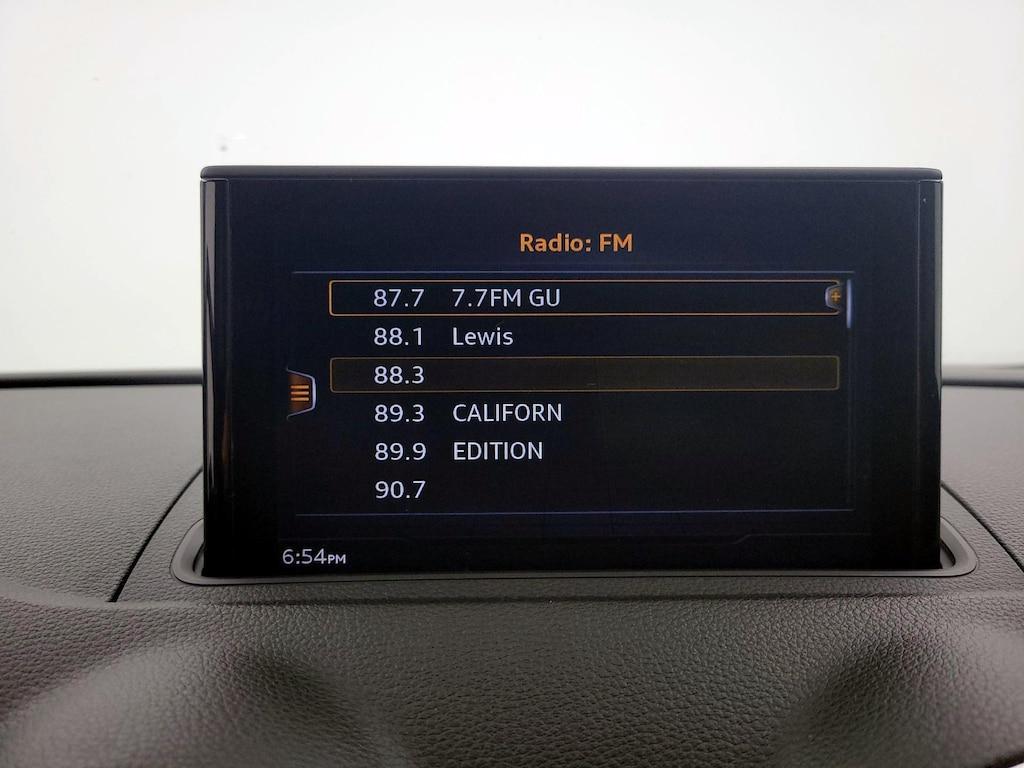 Radio: FM
87.7 7.7FM GU
88.1 Lewis
88.3
89.3 CALIFORN
89.9 EDITION
90.7
6:54PM